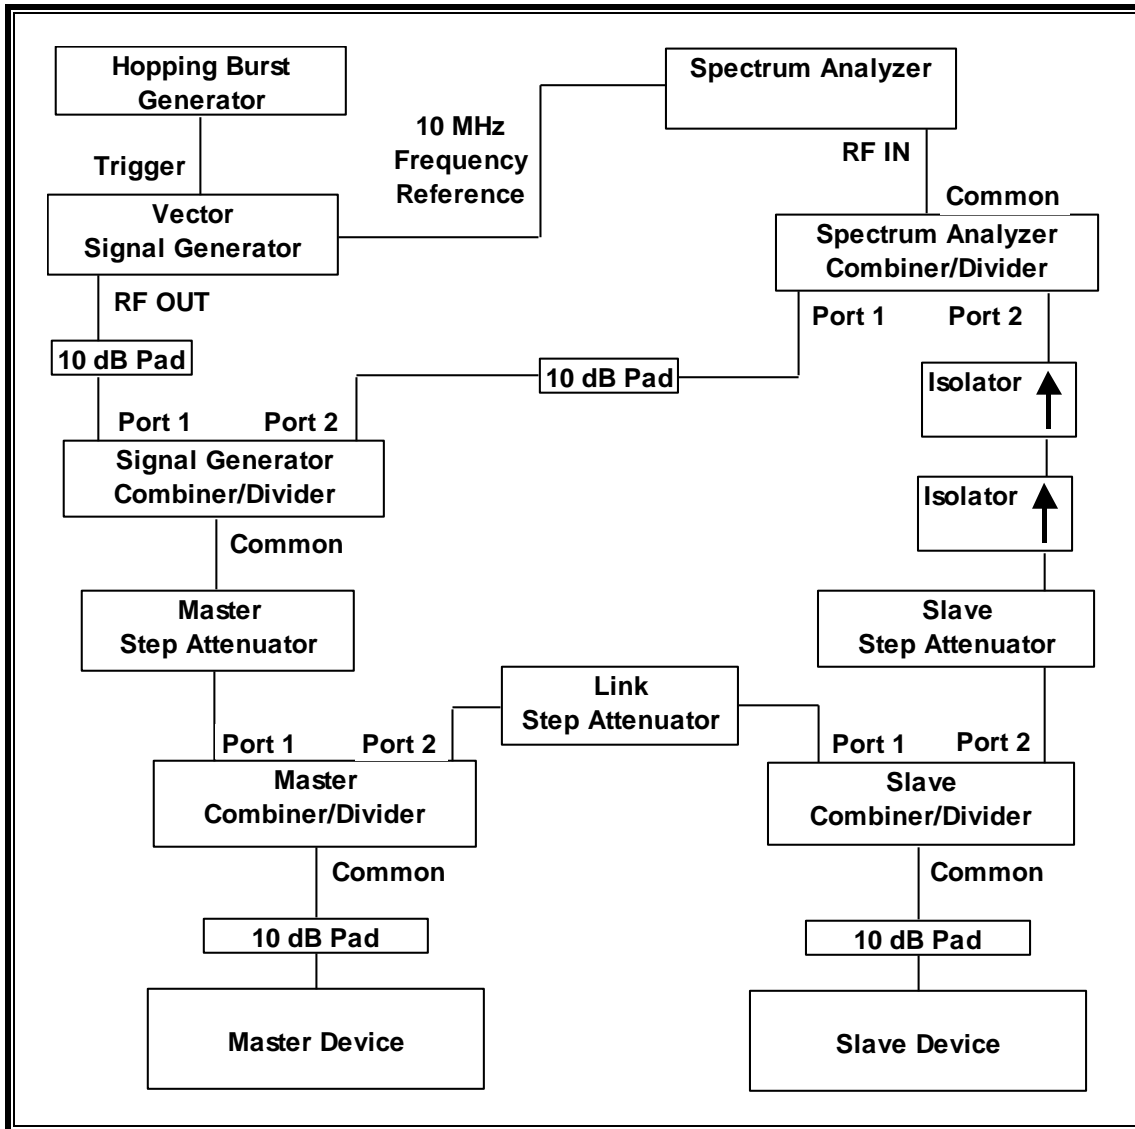 Hopping Burst
Generator
Spectrum Analyzer
10 MHz
Frequency
Reference
Trigger
RF IN
Common
Vector
Signal Generator
Spectrum Analyzer
Combiner/Divider
RF OUT
Port 1
Port 2
10 dB Pad
10 dB Pad
Isolator
Port 1
Port 2
Signal Generator
Combiner/Divider
Isolator
Common
Master
Step Attenuator
Slave
Step Attenuator
Link
Step Attenuator
Port 1
Port 2
Port 1
Port 2
Master
Combiner/Divider
Slave
Combiner/Divider
Common
Common
10 dB Pad
10 dB Pad
Master Device
Slave Device